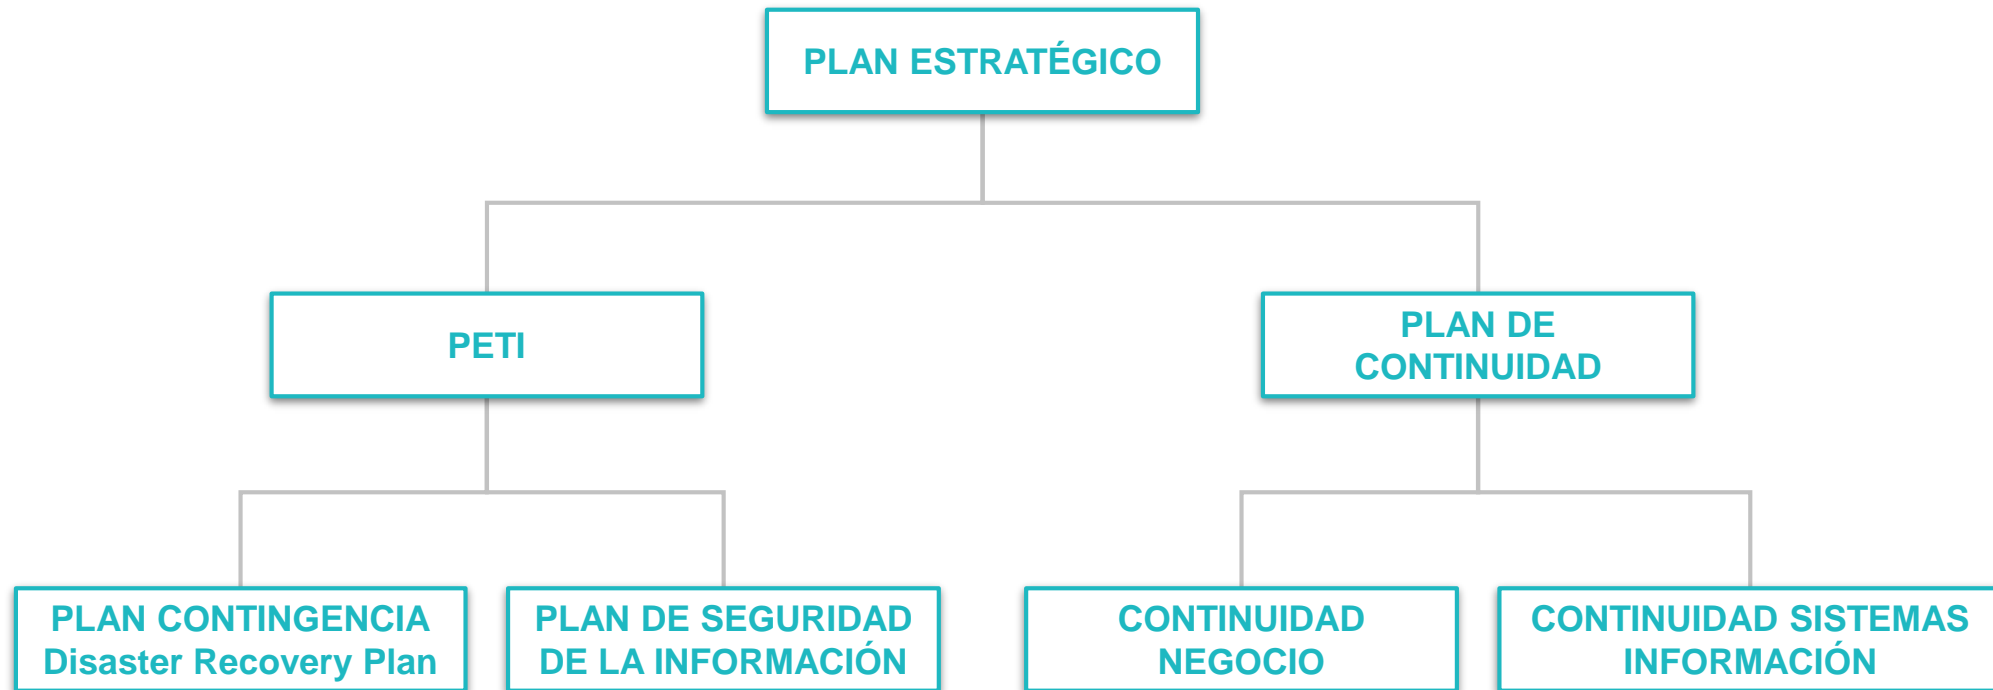 PLAN ESTRATÉGICO
PETI
PLAN DE
CONTINUIDAD
PLAN CONTINGENCIA
Disaster Recovery Plan
PLAN DE SEGURIDAD
DE LA INFORMACIÓN
CONTINUIDAD
NEGOCIO
CONTINUIDAD SISTEMAS
INFORMACIÓN